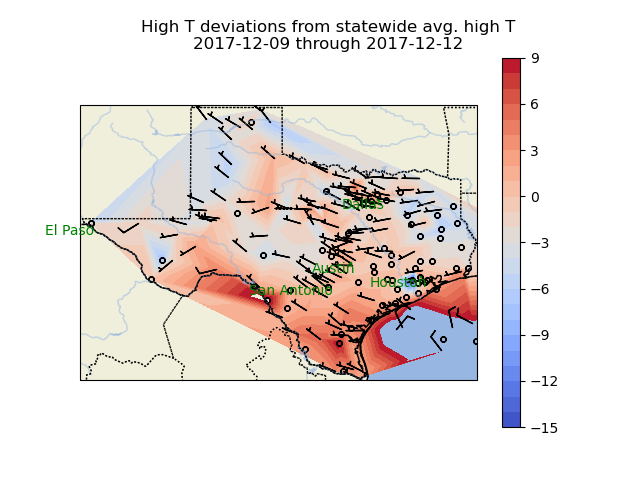 High T deviations from statewide avg. high T
2017-12-09 through 2017-12-12
9
6
3
0
−3
−6
−9
−12
−15
Dallas
El Paso
Austin
San Antonio
Houston